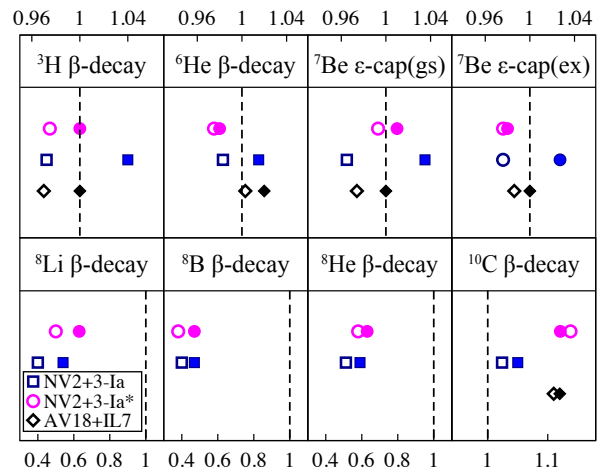 0.96 1 1.04 0.96 1 1.04 0.96 1 1.04 0.96 1 1.04
³H β-decay ⁶He β-decay ⁷Be ε-cap(gs) ⁷Be ε-cap(ex)
⁸Li β-decay ⁸B β-decay ⁸He β-decay ¹⁰C β-decay
NV2+3-Ia
NV2+3-Ia*
AV18+IL7
0.4 0.6 0.8 1 0.4 0.6 0.8 1 0.4 0.6 0.8 1 1 1.1